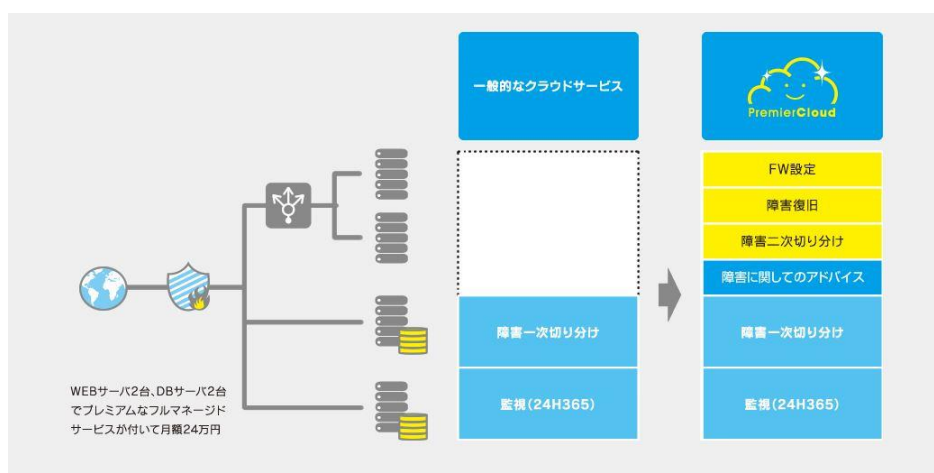 一般的なクラウドサービス
PremierCloud
FW設定
障害復旧
障害二次切り分け
障害に関してのアドバイス
障害一次切り分け
障害一次切り分け
監視(24H365)
監視(24H365)
WEBサーバ2台、DBサーバ2台
でプレミアムなフルマネージド
サービスが付いて月額24万円